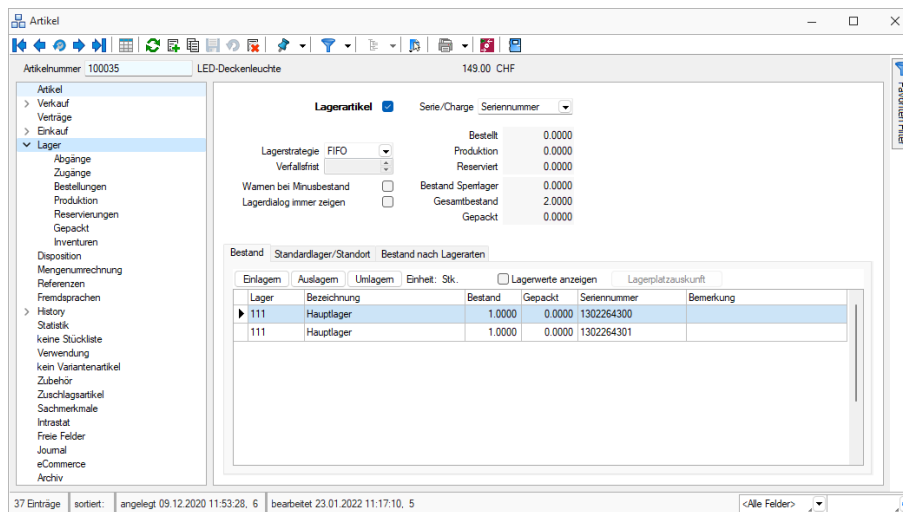 Artikel
Artikelnummer 100035 LED-Deckenleuchte 149.00 CHF
Favoriten Filter
Artikel
Verkauf
Verträge
Einkauf
Lager
Abgänge
Zugänge
Bestellungen
Produktion
Reservierungen
Gepackt
Inventuren
Disposition
Mengenumrechnung
Referenzen
Fremdsprachen
History
Statistik
keine Stückliste
Verwendung
kein Variantenartikel
Zubehör
Zuschlagsartikel
Sachmerkmale
Intrastat
Freie Felder
Journal
eCommerce
Archiv
Lagerartikel Serie/Charge Seriennummer
Bestellt 0.0000
Lagerstrategie FIFO Produktion 0.0000
Verfallsfrist Reserviert 0.0000
Warnen bei Minusbestand Bestand Sperrlager 0.0000
Lagerdialog immer zeigen Gesamtbestand 2.0000
Gepackt 0.0000
Bestand Standardlager/Standort Bestand nach Lagerarten
Einlagern Auslagern Umlagern Einheit: Stk. Lagerwerte anzeigen Lagerplatzauskunft
Lager Bezeichnung Bestand Gepackt Seriennummer Bemerkung
111 Hauptlager 1.0000 0.0000 1302264300
111 Hauptlager 1.0000 0.0000 1302264301
37 Einträge sortiert: angelegt 09.12.2020 11:53:28, 6 bearbeitet 23.01.2022 11:17:10, 5 <Alle Felder>